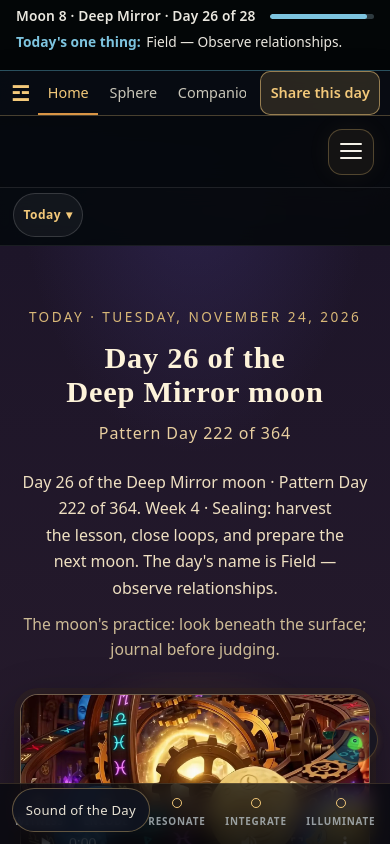 Moon 8 · Deep Mirror · Day 26 of 28
Today's one thing: Field — Observe relationships.
Home Sphere Companio Share this day
Today ▾
TODAY · TUESDAY, NOVEMBER 24, 2026
Day 26 of the
Deep Mirror moon
Pattern Day 222 of 364
Day 26 of the Deep Mirror moon · Pattern Day
222 of 364. Week 4 · Sealing: harvest
the lesson, close loops, and prepare the
next moon. The day's name is Field —
observe relationships.
The moon's practice: look beneath the surface;
journal before judging.
Sound of the Day
RESONATE INTEGRATE ILLUMINATE